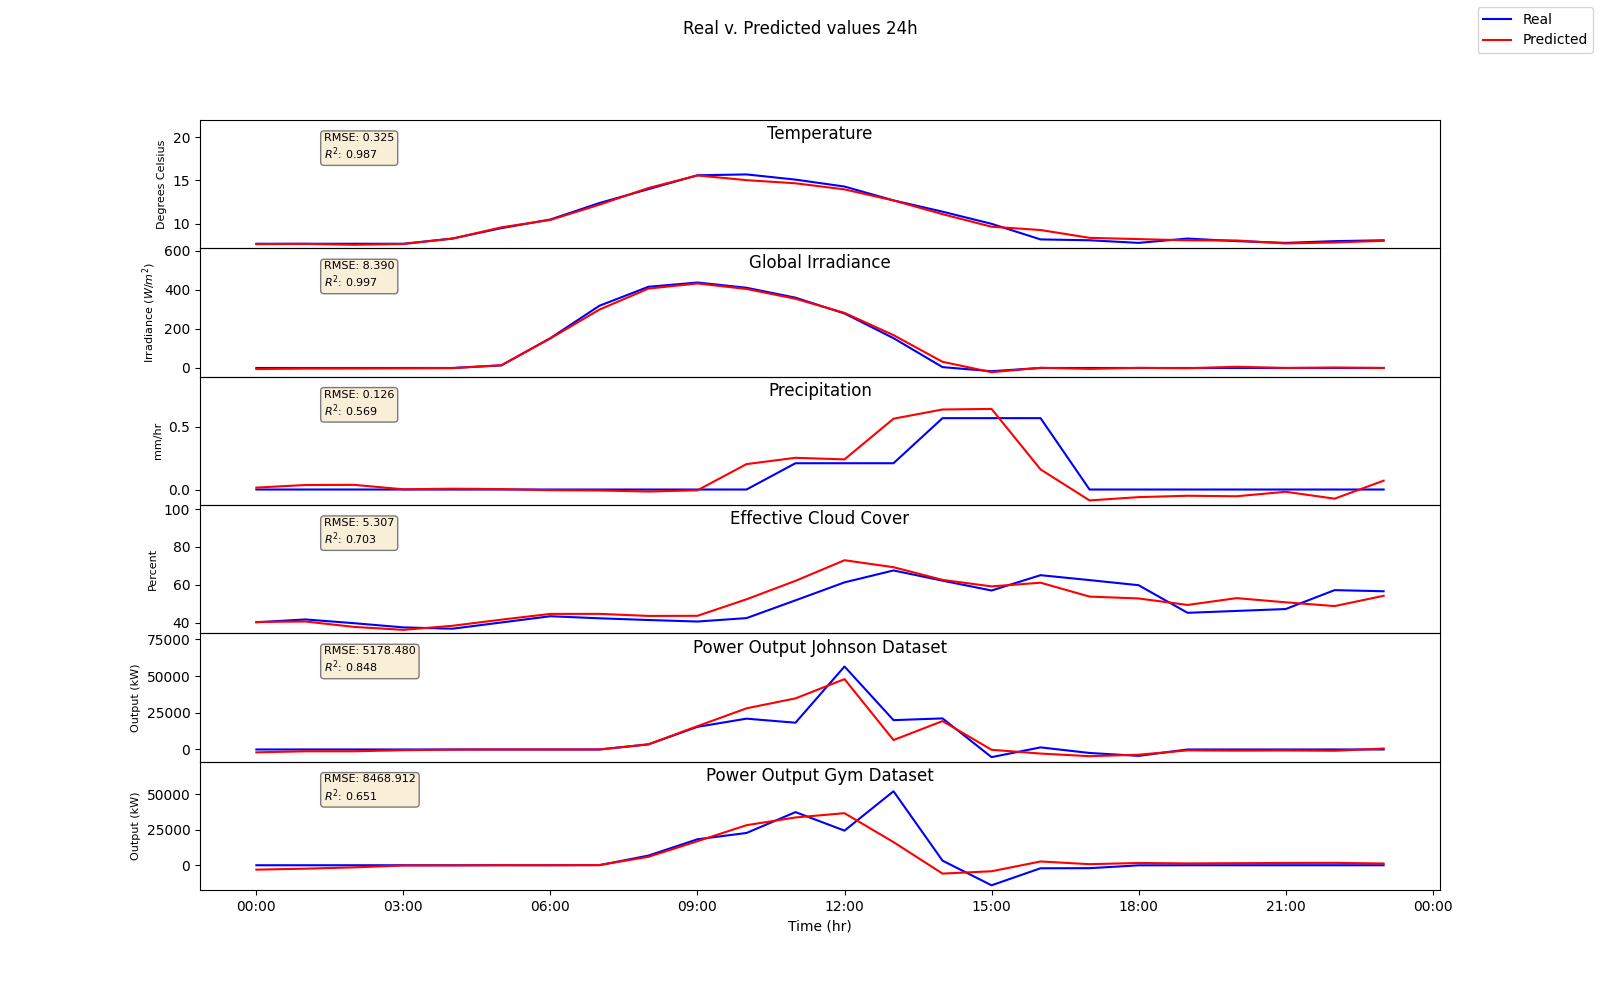 Real v. Predicted values 24h
Real
Predicted
Temperature
RMSE: 0.325
R²: 0.987
Degrees Celsius
20
15
10
Global Irradiance
RMSE: 8.390
R²: 0.997
Irradiance (W/m²)
600
400
200
0
Precipitation
RMSE: 0.126
R²: 0.569
mm/hr
0.5
0.0
Effective Cloud Cover
RMSE: 5.307
R²: 0.703
Percent
100
80
60
40
Power Output Johnson Dataset
RMSE: 5178.480
R²: 0.848
Output (kW)
75000
50000
25000
0
Power Output Gym Dataset
RMSE: 8468.912
R²: 0.651
Output (kW)
50000
25000
0
00:00 03:00 06:00 09:00 12:00 15:00 18:00 21:00 00:00
Time (hr)